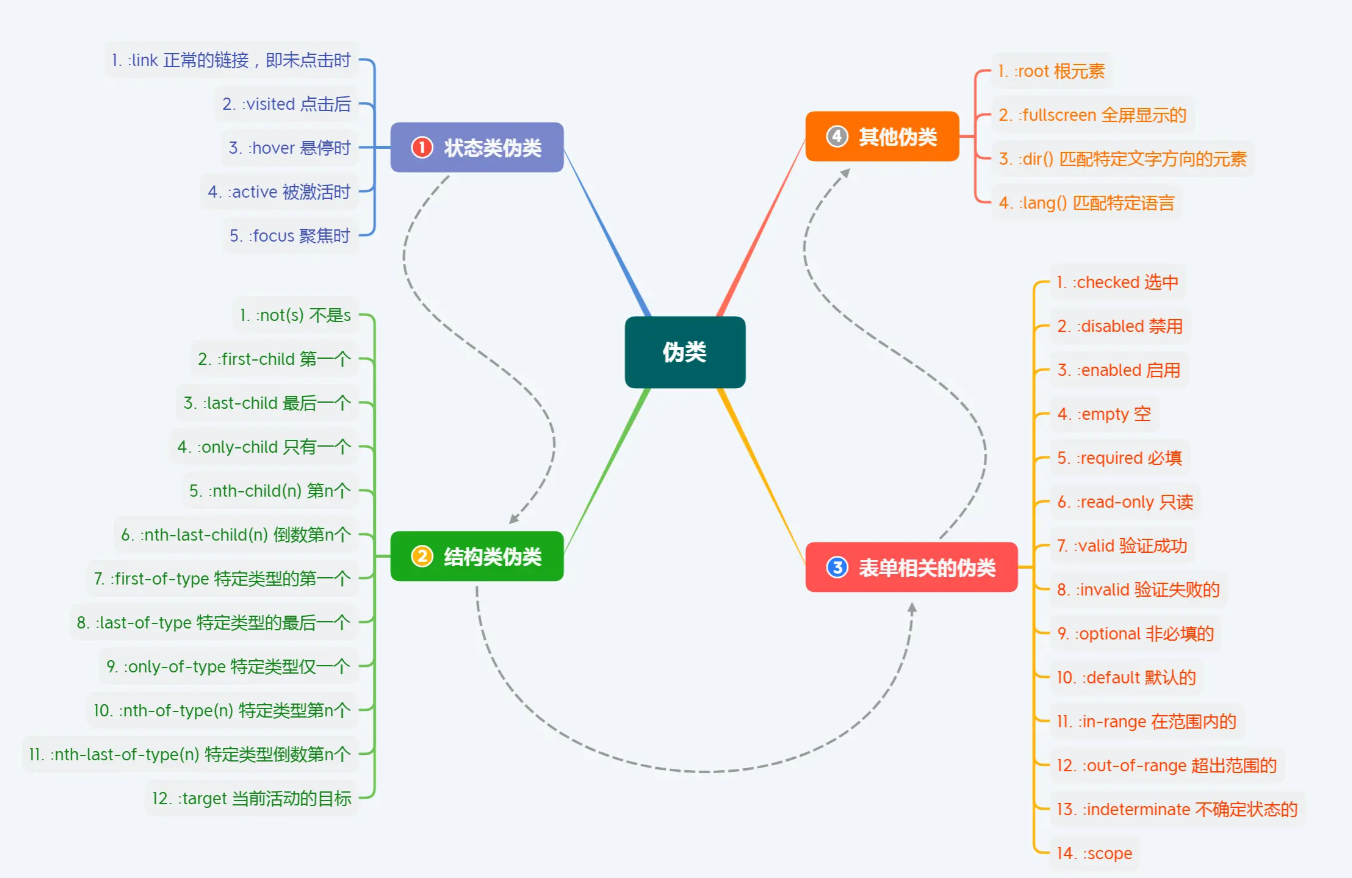 伪类
① 状态类伪类
1. :link 正常的链接，即未点击时
2. :visited 点击后
3. :hover 悬停时
4. :active 被激活时
5. :focus 聚焦时
② 结构类伪类
1. :not(s) 不是s
2. :first-child 第一个
3. :last-child 最后一个
4. :only-child 只有一个
5. :nth-child(n) 第n个
6. :nth-last-child(n) 倒数第n个
7. :first-of-type 特定类型的第一个
8. :last-of-type 特定类型的最后一个
9. :only-of-type 特定类型仅一个
10. :nth-of-type(n) 特定类型第n个
11. :nth-last-of-type(n) 特定类型倒数第n个
12. :target 当前活动的目标
③ 表单相关的伪类
1. :checked 选中
2. :disabled 禁用
3. :enabled 启用
4. :empty 空
5. :required 必填
6. :read-only 只读
7. :valid 验证成功
8. :invalid 验证失败的
9. :optional 非必填的
10. :default 默认的
11. :in-range 在范围内的
12. :out-of-range 超出范围的
13. :indeterminate 不确定状态的
14. :scope
④ 其他伪类
1. :root 根元素
2. :fullscreen 全屏显示的
3. :dir() 匹配特定文字方向的元素
4. :lang() 匹配特定语言